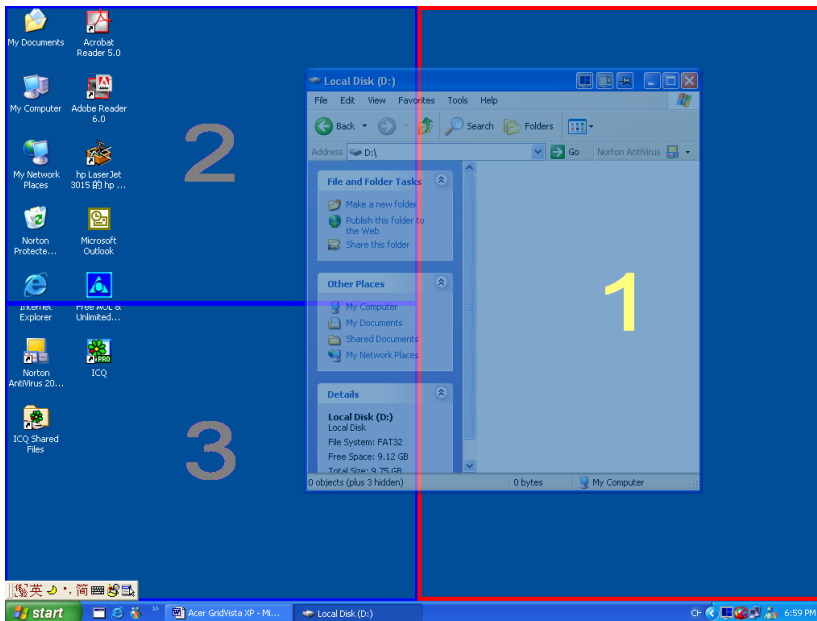 My Documents
Acrobat
Reader 5.0
My Computer
Adobe Reader
6.0
My Network
Places
hp LaserJet
3015 的 hp ...
Norton
Protecte...
Microsoft
Outlook
Internet
Explorer
Free AOL &
Unlimited...
Norton
AntiVirus 20...
ICQ
ICQ Shared
Files
2
3
1
Local Disk (D:)
File Edit View Favorites Tools Help
Back Search Folders
Address D:\ Go Norton AntiVirus
File and Folder Tasks
Make a new folder
Publish this folder to
the Web
Share this folder
Other Places
My Computer
My Documents
Shared Documents
My Network Places
Details
Local Disk (D:)
Local Disk
File System: FAT32
Free Space: 9.12 GB
Total Size: 9.75 GB
0 objects (plus 3 hidden) 0 bytes My Computer
英 简
start » Acer GridVista XP - Mi... Local Disk (D:) CH 6:59 PM